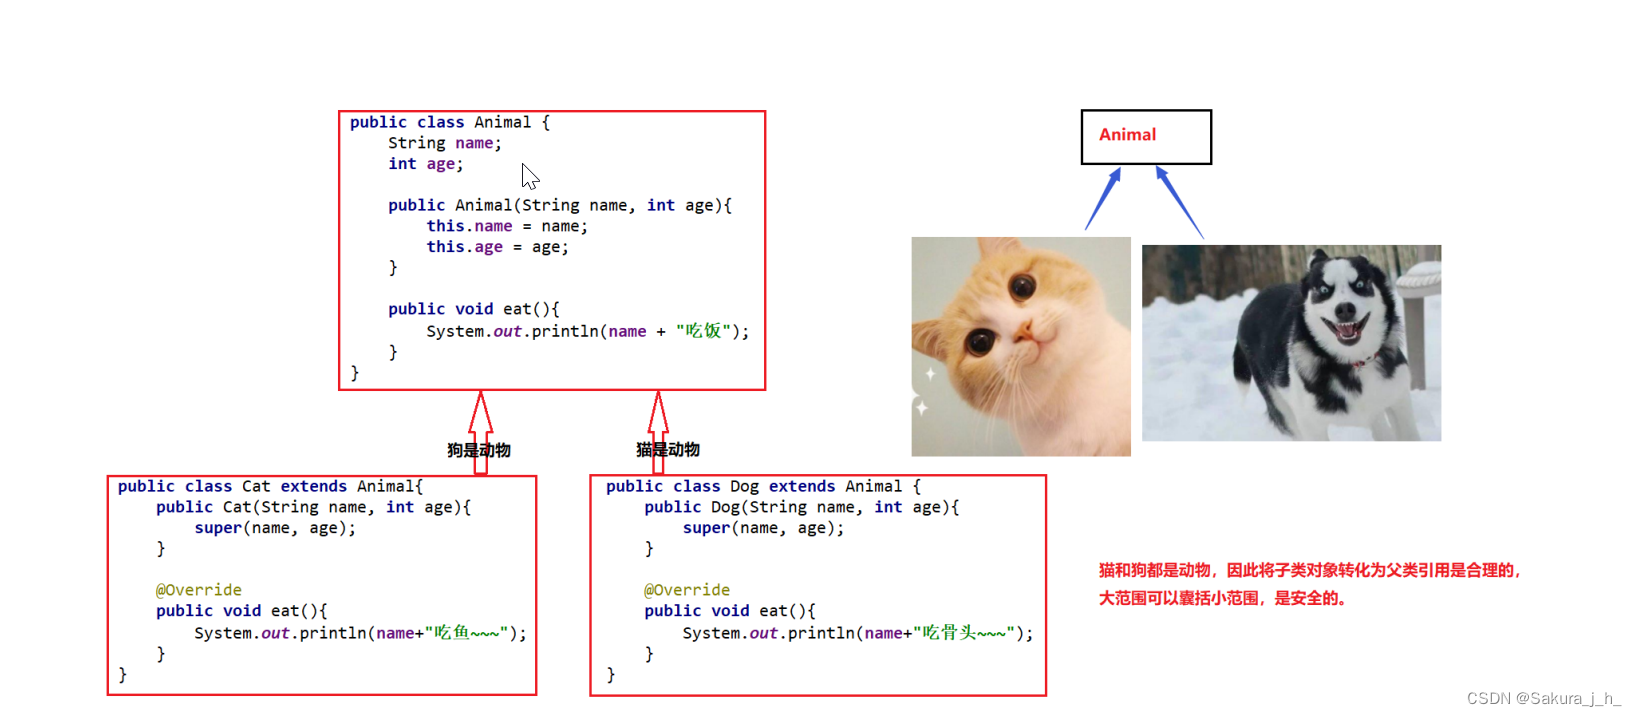 public class Animal {
String name;
int age;
public Animal(String name, int age){
this.name = name;
this.age = age;
}
public void eat(){
System.out.println(name + "吃饭");
}
}
Animal
狗是动物
猫是动物
public class Cat extends Animal{
public Cat(String name, int age){
super(name, age);
}
@Override
public void eat(){
System.out.println(name+"吃鱼~~~");
}
}
public class Dog extends Animal {
public Dog(String name, int age){
super(name, age);
}
@Override
public void eat(){
System.out.println(name+"吃骨头~~~");
}
}
猫和狗都是动物，因此将子类对象转化为父类引用是合理的，
大范围可以囊括小范围，是安全的。
CSDN @Sakura_j_h_